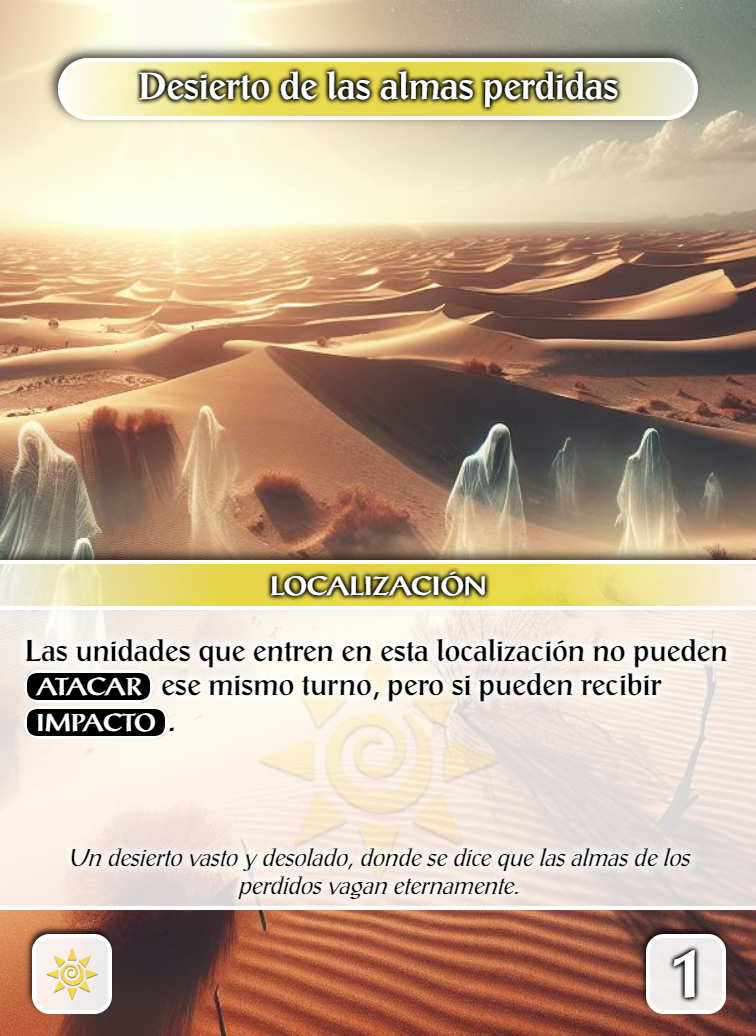 Desierto de las almas perdidas
LOCALIZACIÓN
Las unidades que entren en esta localización no pueden
ATACAR ese mismo turno, pero si pueden recibir
IMPACTO.
Un desierto vasto y desolado, donde se dice que las almas de los
perdidos vagan eternamente.
1